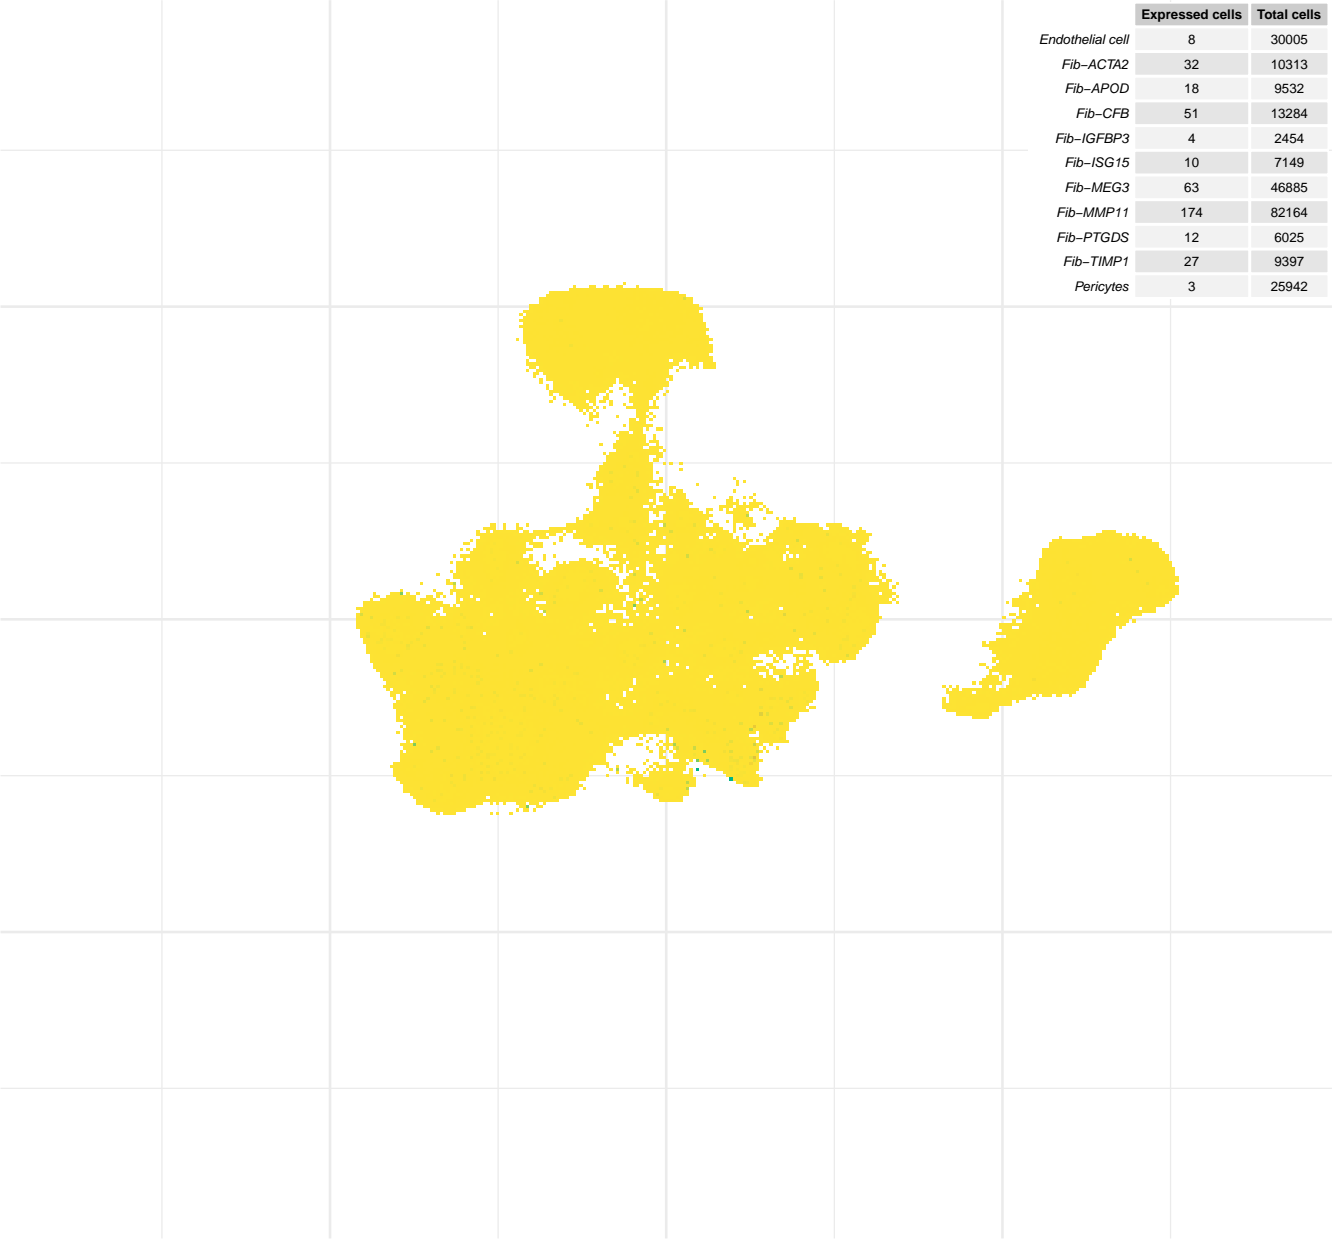 Expressed cells Total cells
Endothelial cell 8 30005
Fib−ACTA2 32 10313
Fib−APOD 18 9532
Fib−CFB 51 13284
Fib−IGFBP3 4 2454
Fib−ISG15 10 7149
Fib−MEG3 63 46885
Fib−MMP11 174 82164
Fib−PTGDS 12 6025
Fib−TIMP1 27 9397
Pericytes 3 25942